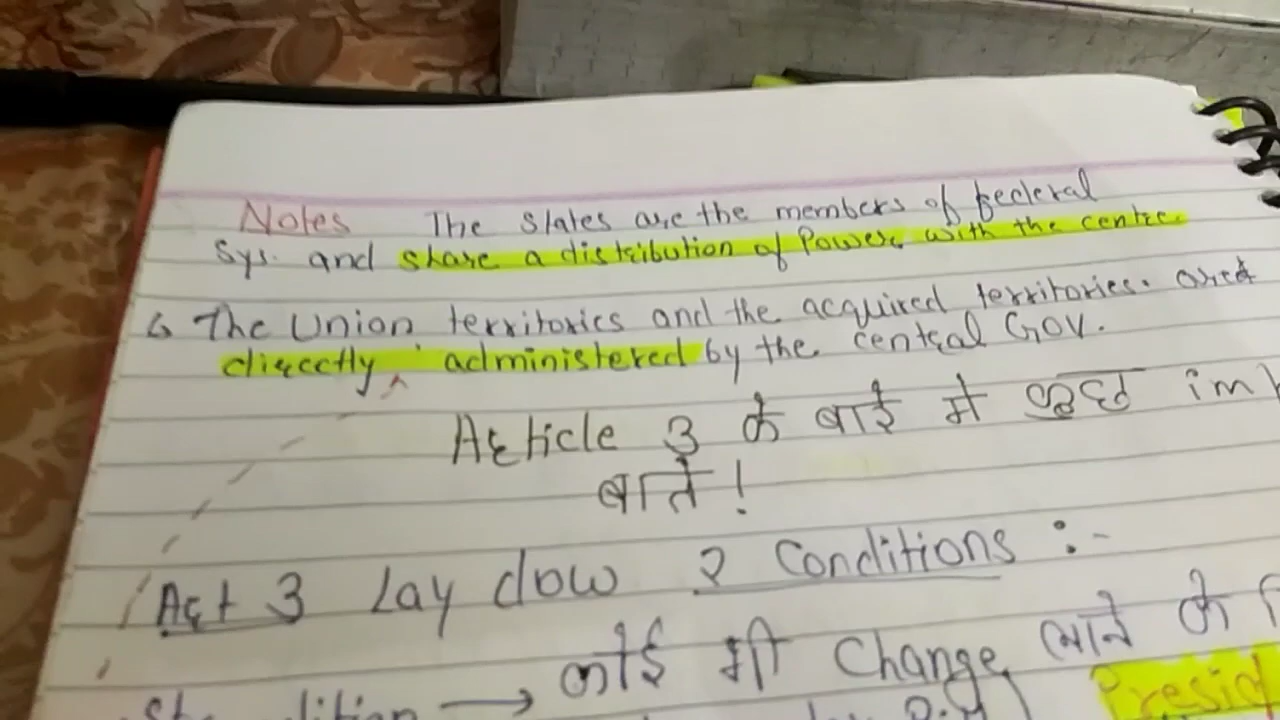 Notes The States are the members of federal
Sys. and share a distribution of Power with the centre.
↳ The Union territories and the acquired territories. are
directly administered by the central Gov.
Article 3 के बाई मे कुछ imp
बाते !
Art 3 Lay dow 2 Conditions :-
कोई भी Change लाने के
→
Presid